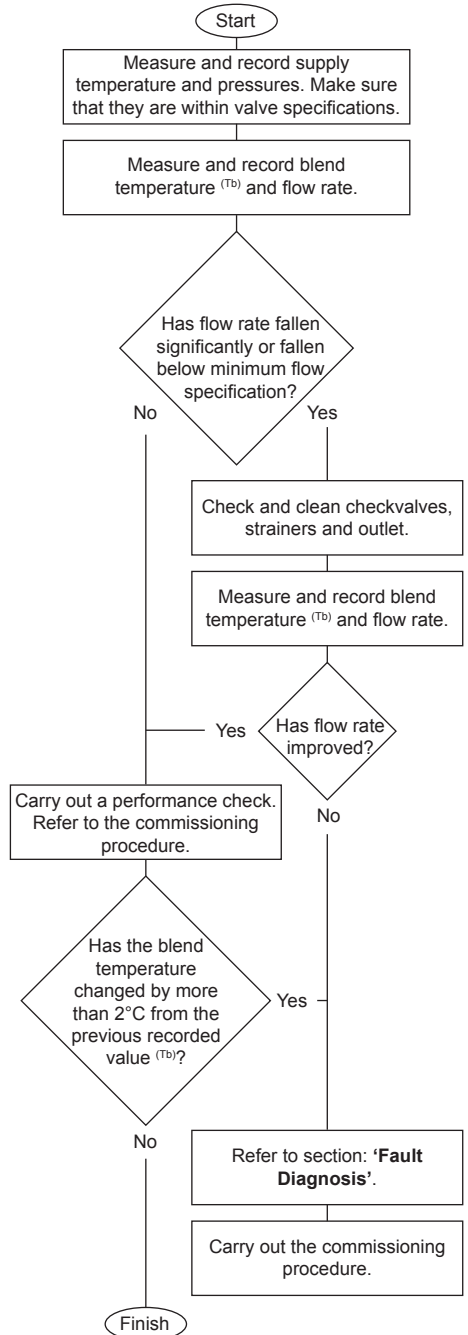 Start
Measure and record supply
temperature and pressures. Make sure
that they are within valve specifications.
Measure and record blend
temperature (Tb) and flow rate.
Has flow rate fallen
significantly or fallen
below minimum flow
specification?
No
Yes
Check and clean checkvalves,
strainers and outlet.
Measure and record blend
temperature (Tb) and flow rate.
Has flow rate
improved?
Yes
No
Carry out a performance check.
Refer to the commissioning
procedure.
Has the blend
temperature
changed by more
than 2°C from the
previous recorded
value (Tb)?
Yes
No
Refer to section: ‘Fault
Diagnosis’.
Carry out the commissioning
procedure.
Finish